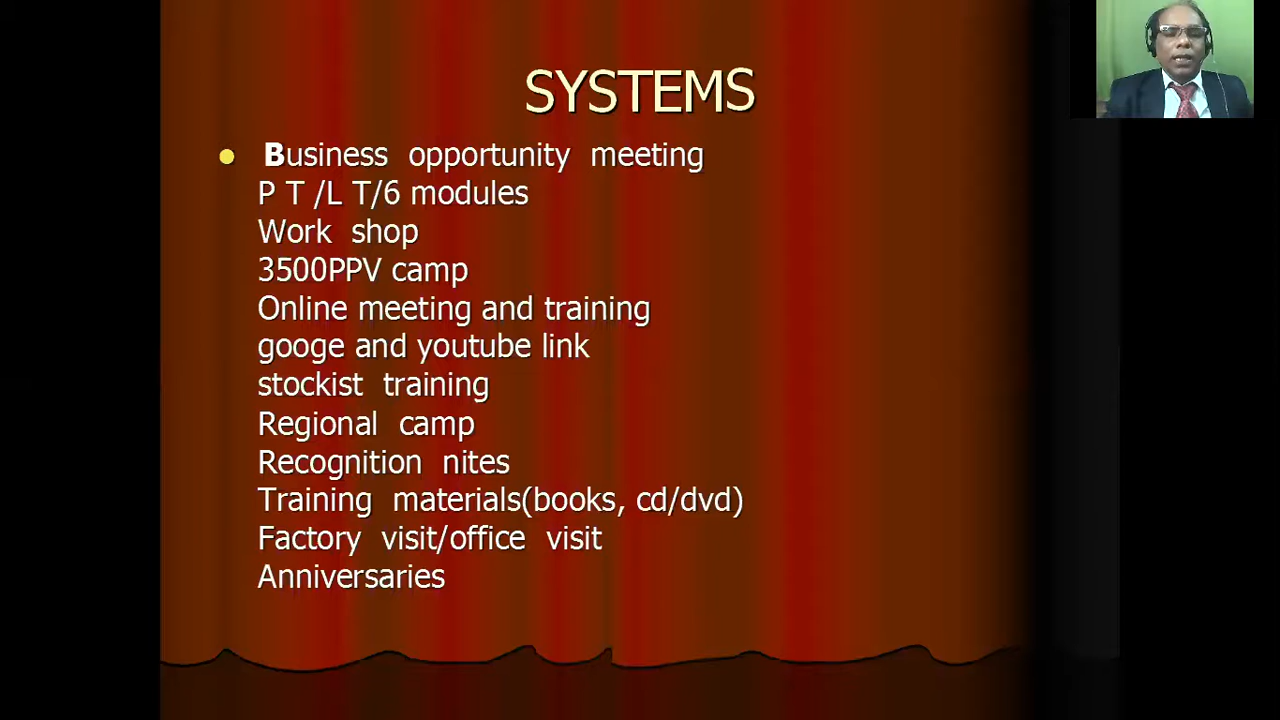 SYSTEMS
Business opportunity meeting
P T /L T/6 modules
Work shop
3500PPV camp
Online meeting and training
googe and youtube link
stockist training
Regional camp
Recognition nites
Training materials(books, cd/dvd)
Factory visit/office visit
Anniversaries